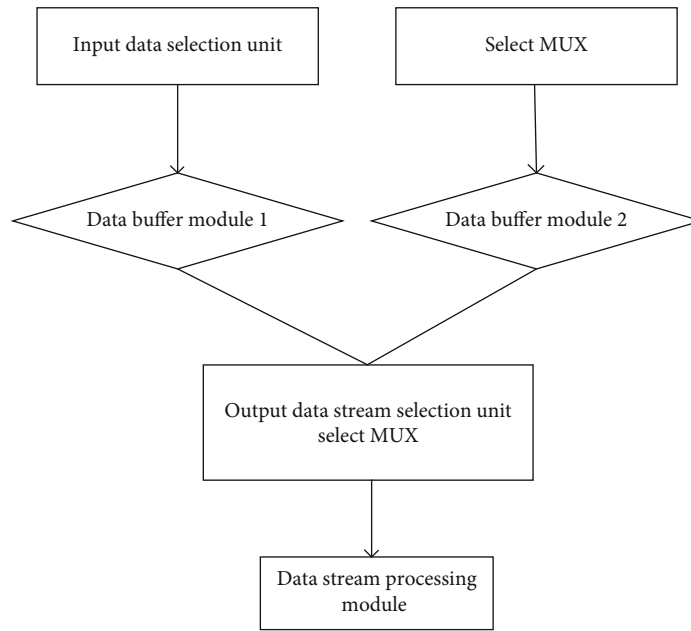 Input data selection unit
Select MUX
Data buffer module 1
Data buffer module 2
Output data stream selection unit
select MUX
Data stream processing
module